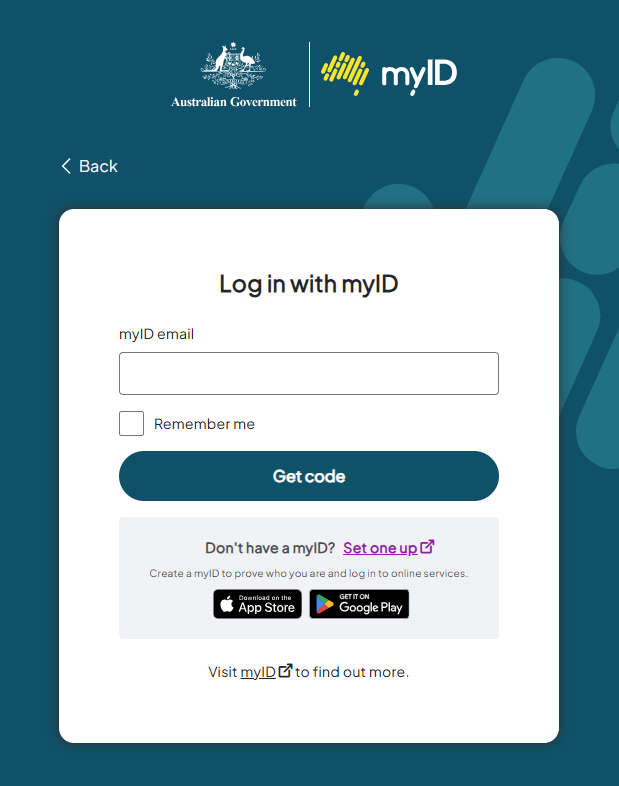 Australian Government
myID
Back
Log in with myID
myID email
Remember me
Get code
Don't have a myID? Set one up
Create a myID to prove who you are and log in to online services.
Download on the
App Store
GET IT ON
Google Play
Visit myID to find out more.